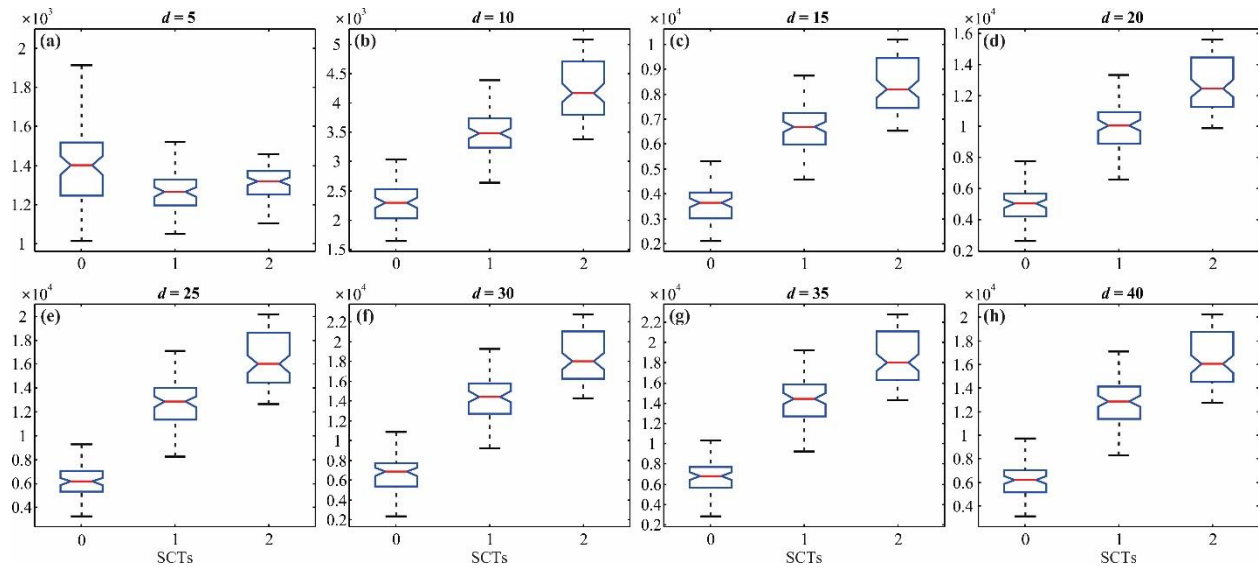 ×10³ d = 5 ×10³ d = 10 ×10⁴ d = 15 ×10⁴ d = 20
(a) (b) (c) (d)
2 1.8 1.6 1.4 1.2 1
5 4.5 4 3.5 3 2.5 2 1.5
1 0.9 0.8 0.7 0.6 0.5 0.4 0.3 0.2
1.6 1.4 1.2 1 0.8 0.6 0.4 0.2
0 1 2 0 1 2 0 1 2 0 1 2
×10⁴ d = 25 ×10⁴ d = 30 ×10⁴ d = 35 ×10⁴ d = 40
(e) (f) (g) (h)
2 1.8 1.6 1.4 1.2 1 0.8 0.6 0.4
2.2 2 1.8 1.6 1.4 1.2 1 0.8 0.6 0.4 0.2
2.2 2 1.8 1.6 1.4 1.2 1 0.8 0.6 0.4 0.2
2 1.8 1.6 1.4 1.2 1 0.8 0.6 0.4
0 1 2 0 1 2 0 1 2 0 1 2
SCTs SCTs SCTs SCTs